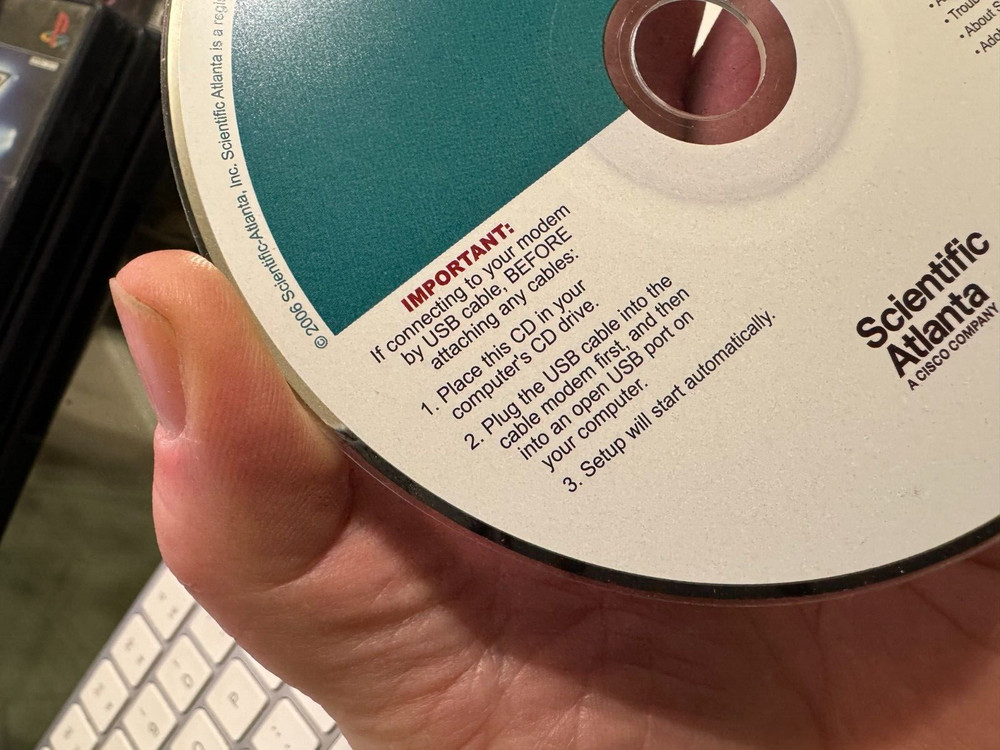 © 2006 Scientific-Atlanta, Inc. Scientific Atlanta is a
• About
IMPORTANT:
If connecting to your modem
by USB cable, BEFORE
attaching any cables:
1. Place this CD in your
computer's CD drive.
2. Plug the USB cable into the
cable modem first, and then
into an open USB port on
your computer.
3. Setup will start automatically.
Scientific
Atlanta
A CISCO COMPANY